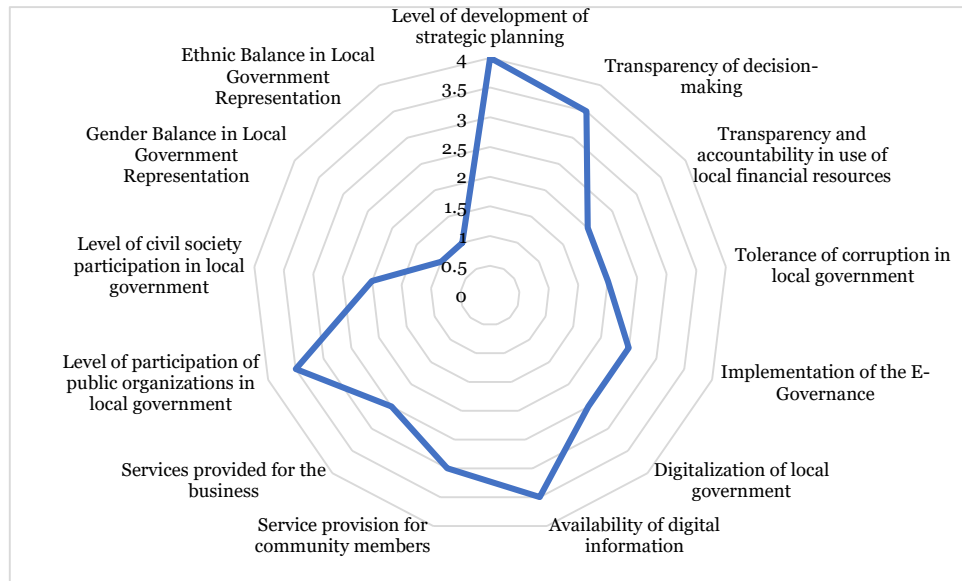 Level of development of
strategic planning
Transparency of decision-
making
Transparency and
accountability in use of
local financial resources
Tolerance of corruption in
local government
Implementation of the E-
Governance
Digitalization of local
government
Availability of digital
information
Service provision for
community members
Services provided for the
business
Level of participation of
public organizations in
local government
Level of civil society
participation in local
government
Gender Balance in Local
Government
Representation
Ethnic Balance in Local
Government
Representation
4
3.5
3
2.5
2
1.5
1
0.5
0